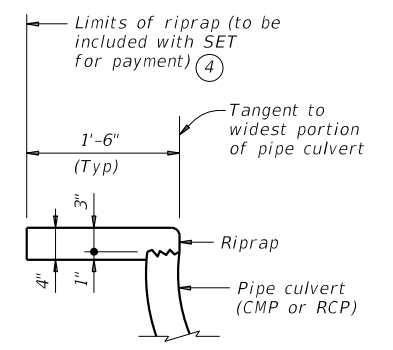 Limits of riprap (to be
included with SET
for payment) 4
Tangent to
widest portion
of pipe culvert
1'-6"
(Typ)
3"
Riprap
4"
1"
Pipe culvert
(CMP or RCP)